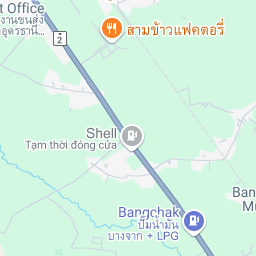 t Office
งานขนส่ง
อุดรธานี...
2
สามข้าวแฟคตอรี่
Shell
Tạm thời đóng cửa
Ban
Mu
Bangchak
ปั๊มน้ำมัน
บางจาก + LPG